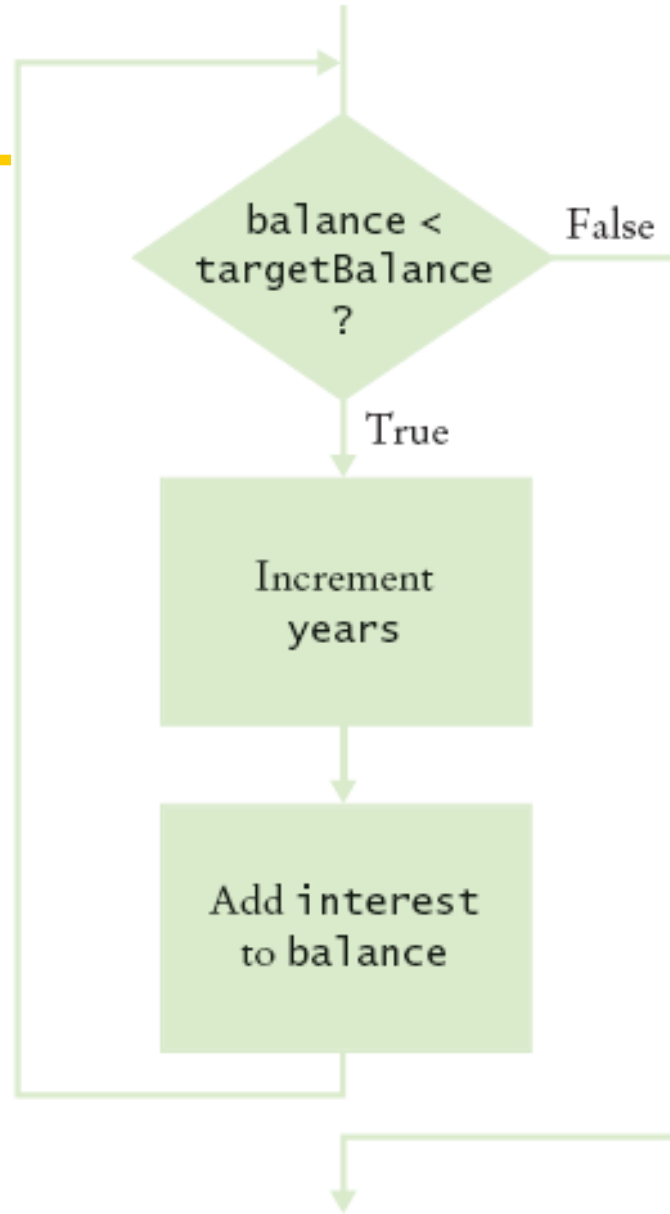 balance <
targetBalance
?
False
True
Increment
years
Add interest
to balance